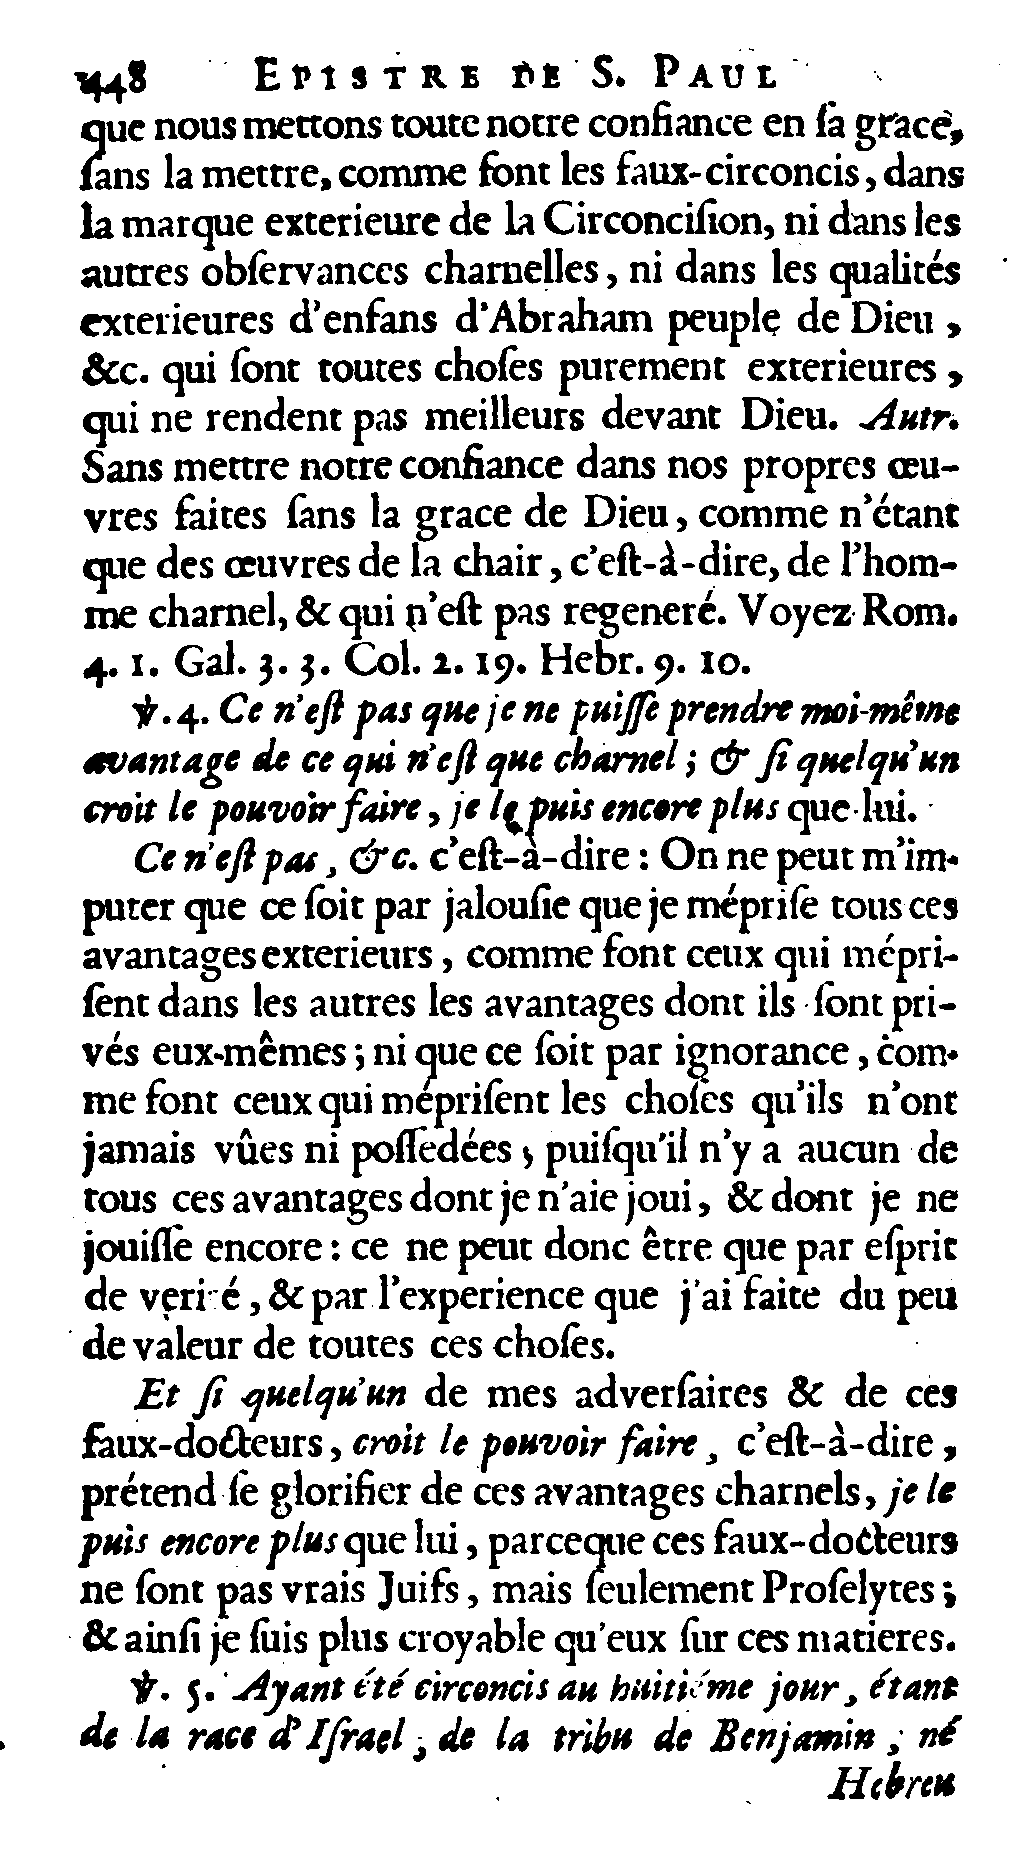 448 EPISTRE DE S. PAUL
que nous mettons toute notre confiance en ſa grace,
ſans la mettre, comme font les faux-circoncis, dans
la marque exterieure de la Circonciſion, ni dans les
autres obſervances charnelles, ni dans les qualités
exterieures d'enfans d'Abraham peuple de Dieu,
&c. qui ſont toutes choſes purement exterieures,
qui ne rendent pas meilleurs devant Dieu. Autr.
Sans mettre notre confiance dans nos propres œu-
vres faites ſans la grace de Dieu, comme n'étant
que des œuvres de la chair, c'eſt-à-dire, de l'hom-
me charnel, & qui n'eſt pas regeneré. Voyez Rom.
4. 1. Gal. 3. 3. Col. 2. 19. Hebr. 9. 10.
℣. 4. Ce n'eſt pas que je ne puiſſe prendre moi-même
avantage de ce qui n'eſt que charnel; & ſi quelqu'un
croit le pouvoir faire, je le puis encore plus que lui.
Ce n'eſt pas, &c. c'eſt-à-dire: On ne peut m'im-
puter que ce ſoit par jalouſie que je mépriſe tous ces
avantages exterieurs, comme font ceux qui mépri-
ſent dans les autres les avantages dont ils ſont pri-
vés eux-mêmes; ni que ce ſoit par ignorance, com-
me font ceux qui mépriſent les choſes qu'ils n'ont
jamais vûes ni poſſedées; puiſqu'il n'y a aucun de
tous ces avantages dont je n'aie joui, & dont je ne
jouiſſe encore: ce ne peut donc être que par eſprit
de verité, & par l'experience que j'ai faite du peu
de valeur de toutes ces choſes.
Et ſi quelqu'un de mes adverſaires & de ces
faux-docteurs, croit le pouvoir faire, c'eſt-à-dire,
prétend ſe glorifier de ces avantages charnels, je le
puis encore plus que lui, parceque ces faux-docteurs
ne ſont pas vrais Juifs, mais ſeulement Proſelytes;
& ainſi je ſuis plus croyable qu'eux ſur ces matieres.
℣. 5. Ayant été circoncis au huitiéme jour, étant
de la race d'Iſrael, de la tribu de Benjamin, né
Hebreu